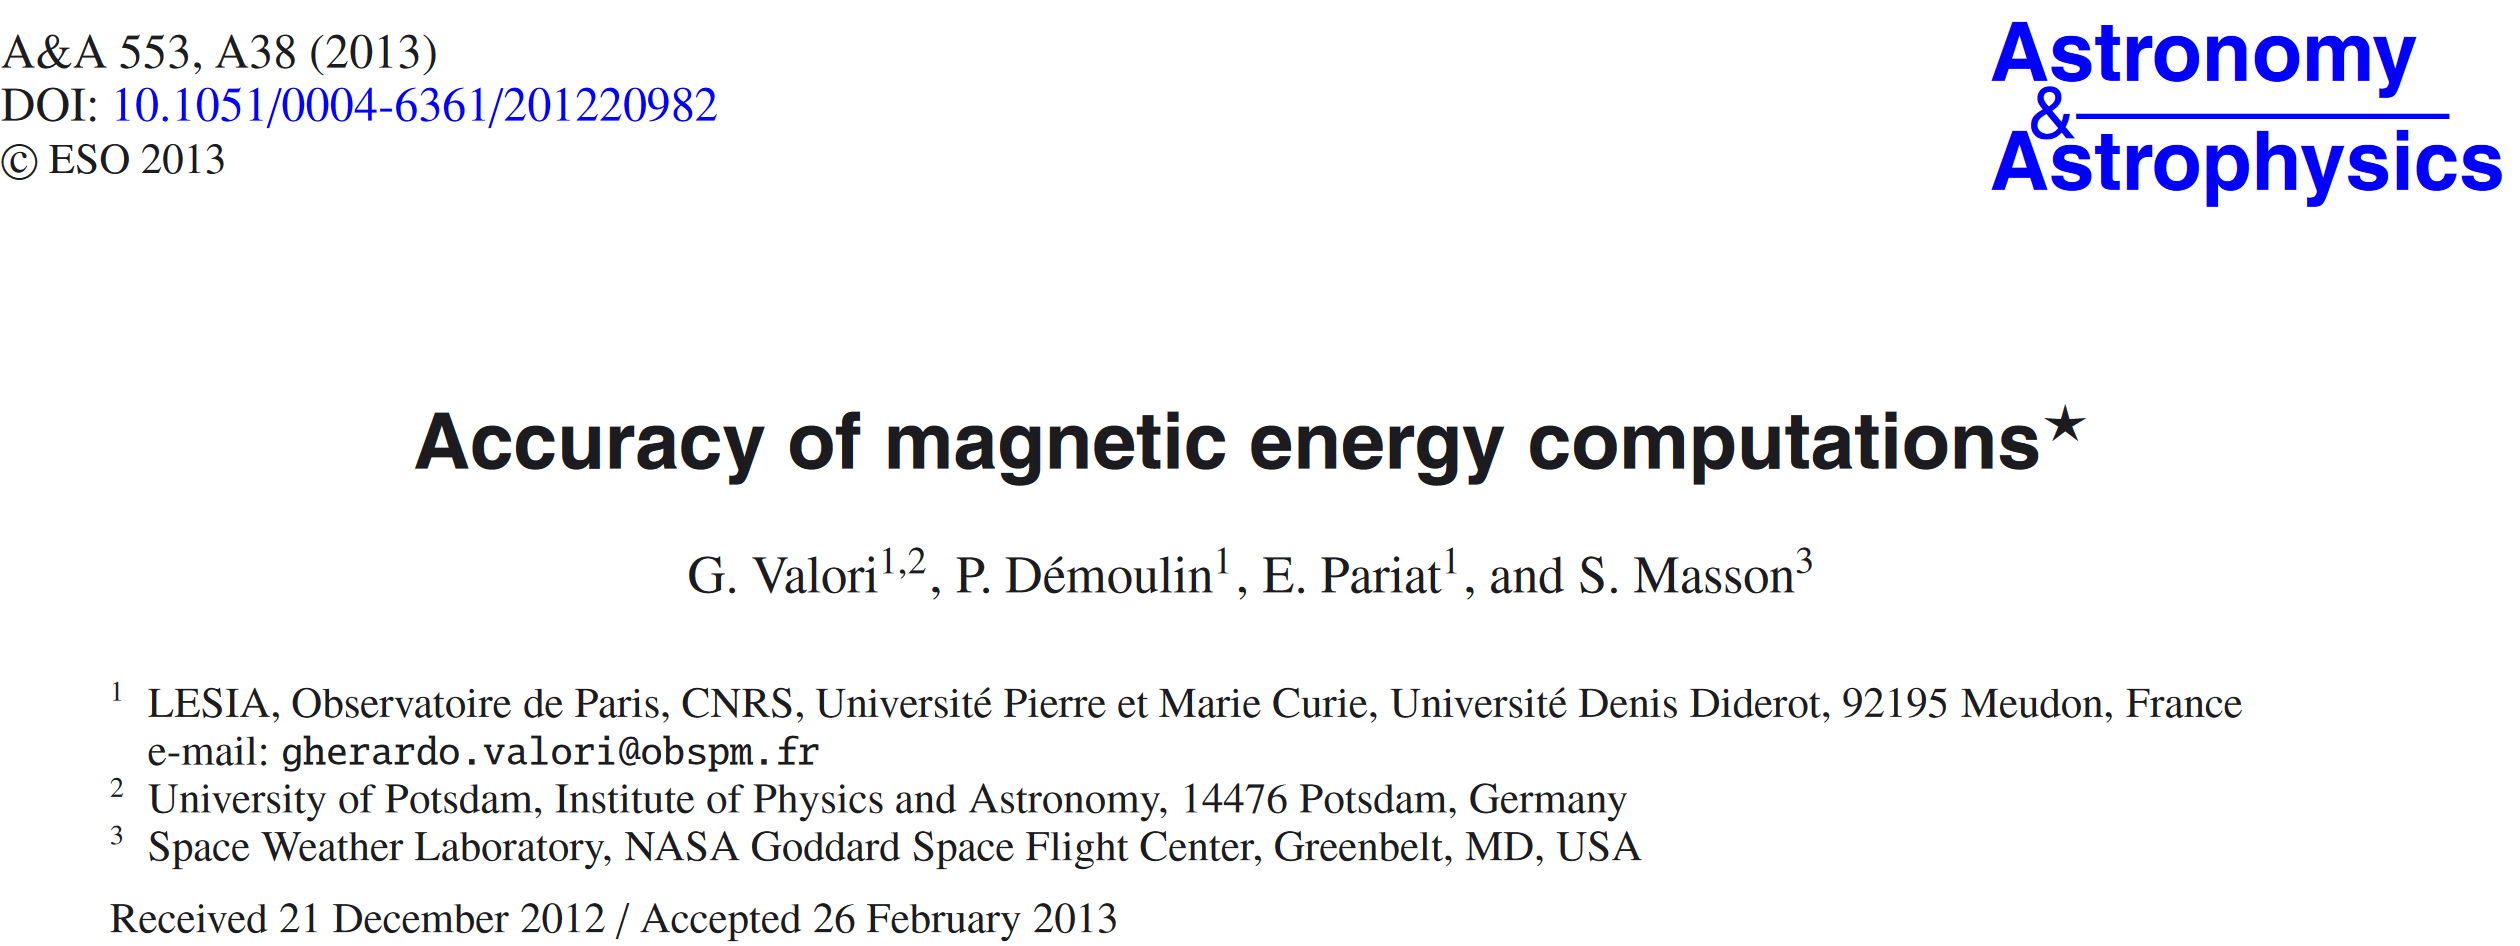 A&A 553, A38 (2013)
DOI: 10.1051/0004-6361/201220982
© ESO 2013
Astronomy
&
Astrophysics
Accuracy of magnetic energy computations★
G. Valori1,2, P. Démoulin1, E. Pariat1, and S. Masson3
1 LESIA, Observatoire de Paris, CNRS, Université Pierre et Marie Curie, Université Denis Diderot, 92195 Meudon, France
e-mail: gherardo.valori@obspm.fr
2 University of Potsdam, Institute of Physics and Astronomy, 14476 Potsdam, Germany
3 Space Weather Laboratory, NASA Goddard Space Flight Center, Greenbelt, MD, USA
Received 21 December 2012 / Accepted 26 February 2013